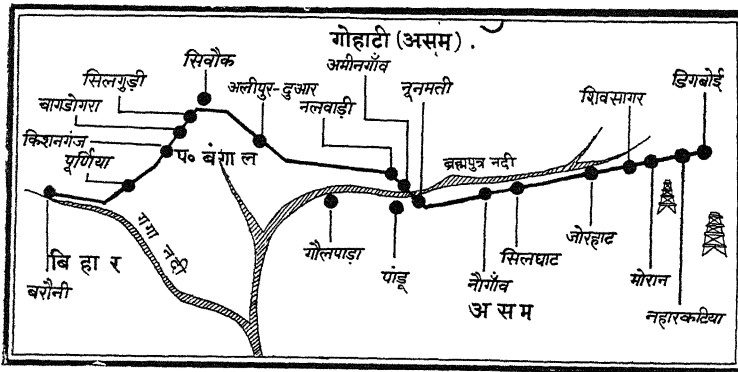 गोहाटी (असम).
सिवौक
अमीनगाँव
डिगबोई
सिलगुड़ी
अलीपुर-दुआर
नूनमती
शिवसागर
बागडोगरा
नलवाड़ी
किशनगंज
प० बंगाल
पूर्णिया
ब्रह्मपुत्र नदी
गंगा नदी
बिहार
गौलपाड़ा
पांडू
सिलघाट
जोरहाट
बरौनी
नौगाँव
मोरान
असम
नहारकटिया